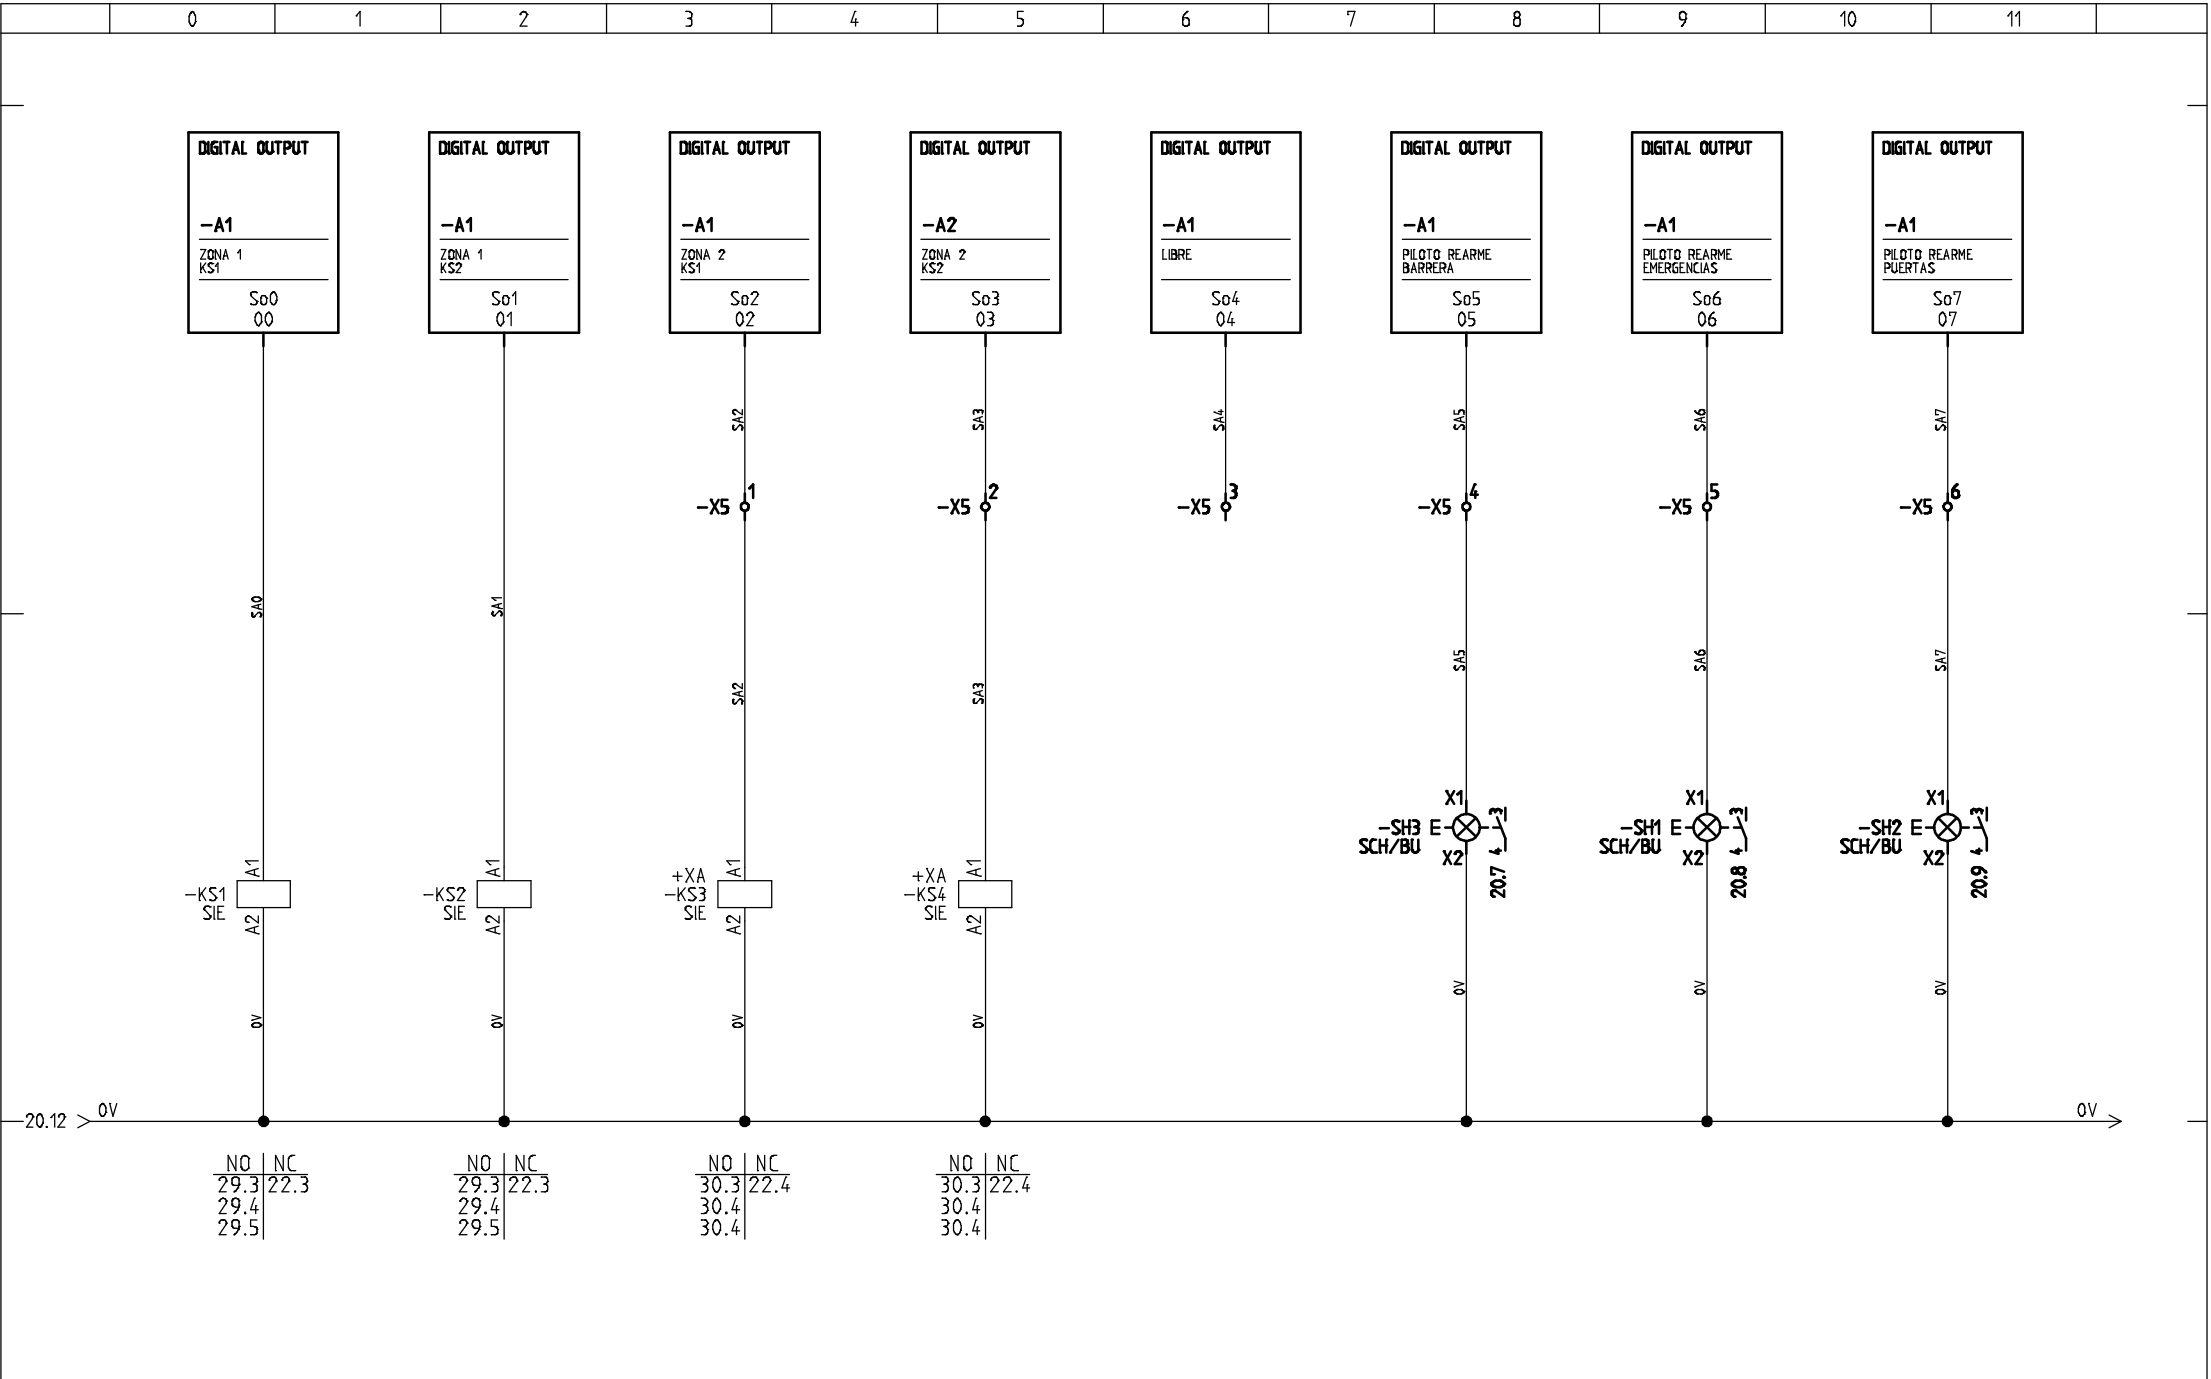 0 1 2 3 4 5 6 7 8 9 10 11
DIGITAL OUTPUT DIGITAL OUTPUT DIGITAL OUTPUT DIGITAL OUTPUT DIGITAL OUTPUT DIGITAL OUTPUT DIGITAL OUTPUT DIGITAL OUTPUT
-A1 -A1 -A1 -A2 -A1 -A1 -A1 -A1
ZONA 1 ZONA 1 ZONA 2 ZONA 2 LIBRE PILOTO REARME PILOTO REARME PILOTO REARME
KS1 KS2 KS1 KS2 BARRERA EMERGENCIAS PUERTAS
So0 So1 So2 So3 So4 So5 So6 So7
00 01 02 03 04 05 06 07
SA2 SA3 SA4 SA5 SA6 SA7
1 2 3 4 5 6
-X5 -X5 -X5 -X5 -X5 -X5
SA0 SA1
SA5 SA6 SA7
SA2 SA3
X1 3 X1 3 X1 3
-SH3 E -SH1 E -SH2 E
SCH/BU SCH/BU SCH/BU
X2 4 X2 4 X2 4
20.7 20.8 20.9
A1 A1 A1 A1
+XA +XA
-KS1 -KS2 -KS3 -KS4
SIE SIE SIE SIE
A2 A2 A2 A2
0V 0V 0V
0V 0V 0V 0V
20.12 0V 0V
NO NC NO NC NO NC NO NC
29.3 22.3 29.3 22.3 30.3 22.4 30.3 22.4
29.4 29.4 30.4 30.4
29.5 29.5 30.4 30.4